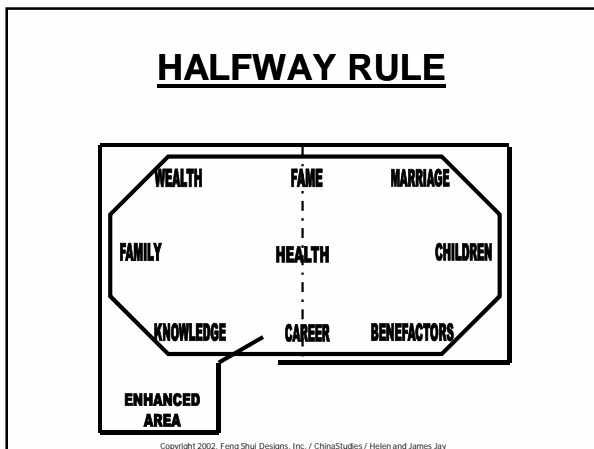 HALFWAY RULE
WEALTH FAME MARRIAGE
FAMILY HEALTH CHILDREN
KNOWLEDGE CAREER BENEFACTORS
ENHANCED
AREA
Copyright 2002, Feng Shui Designs, Inc. / ChinaStudies / Helen and James Jay